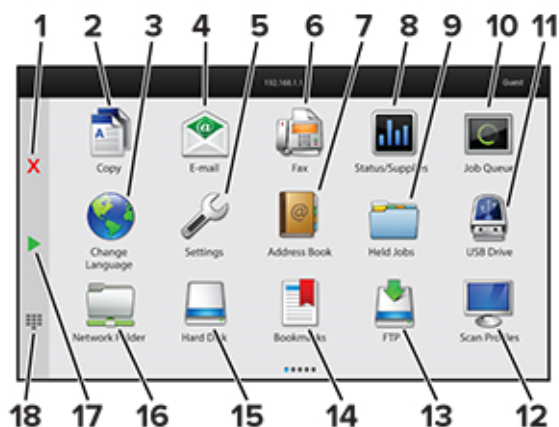 1 2 3 4 5 6 7 8 9 10 11
192.168.1.1
Guest
X
Copy E-mail Fax Status/Supplies Job Queue
Change Language Settings Address Book Held Jobs USB Drive
Network Folder Hard Disk Bookmarks FTP Scan Profiles
18 17 16 15 14 13 12